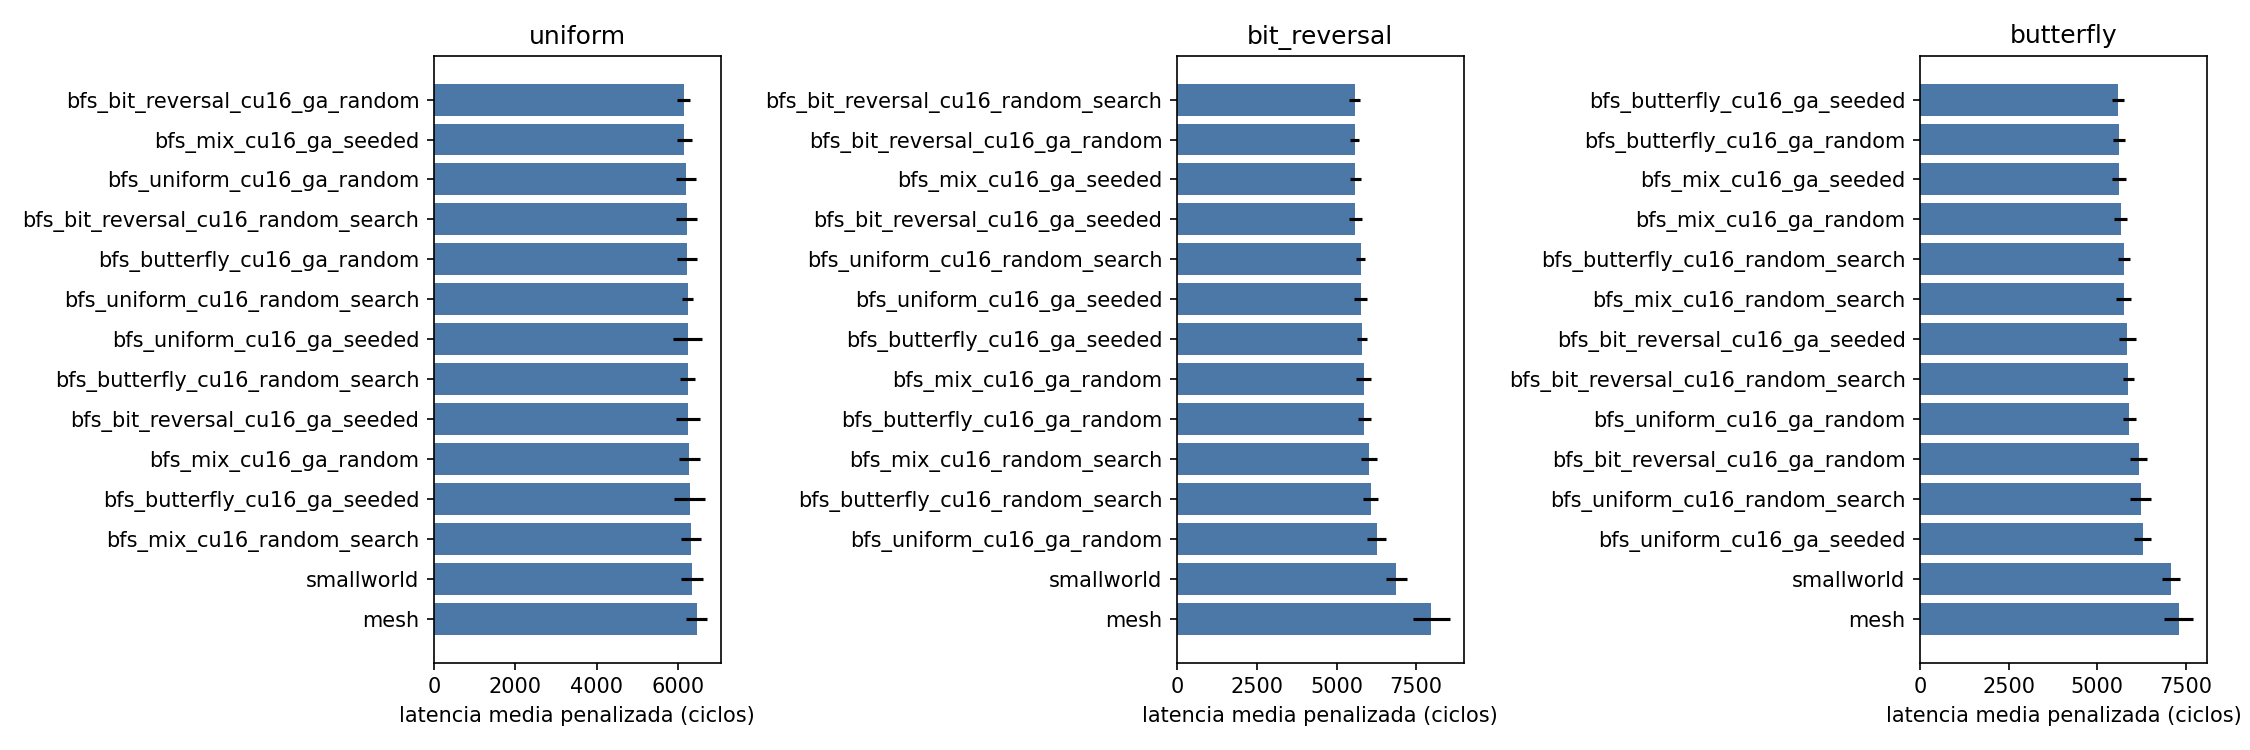 uniform
bfs_bit_reversal_cu16_ga_random
bfs_mix_cu16_ga_seeded
bfs_uniform_cu16_ga_random
bfs_bit_reversal_cu16_random_search
bfs_butterfly_cu16_ga_random
bfs_uniform_cu16_random_search
bfs_uniform_cu16_ga_seeded
bfs_butterfly_cu16_random_search
bfs_bit_reversal_cu16_ga_seeded
bfs_mix_cu16_ga_random
bfs_butterfly_cu16_ga_seeded
bfs_mix_cu16_random_search
smallworld
mesh
0 2000 4000 6000
latencia media penalizada (ciclos)
bit_reversal
bfs_bit_reversal_cu16_random_search
bfs_bit_reversal_cu16_ga_random
bfs_mix_cu16_ga_seeded
bfs_bit_reversal_cu16_ga_seeded
bfs_uniform_cu16_random_search
bfs_uniform_cu16_ga_seeded
bfs_butterfly_cu16_ga_seeded
bfs_mix_cu16_ga_random
bfs_butterfly_cu16_ga_random
bfs_mix_cu16_random_search
bfs_butterfly_cu16_random_search
bfs_uniform_cu16_ga_random
smallworld
mesh
0 2500 5000 7500
latencia media penalizada (ciclos)
butterfly
bfs_butterfly_cu16_ga_seeded
bfs_butterfly_cu16_ga_random
bfs_mix_cu16_ga_seeded
bfs_mix_cu16_ga_random
bfs_butterfly_cu16_random_search
bfs_mix_cu16_random_search
bfs_bit_reversal_cu16_ga_seeded
bfs_bit_reversal_cu16_random_search
bfs_uniform_cu16_ga_random
bfs_bit_reversal_cu16_ga_random
bfs_uniform_cu16_random_search
bfs_uniform_cu16_ga_seeded
smallworld
mesh
0 2500 5000 7500
latencia media penalizada (ciclos)